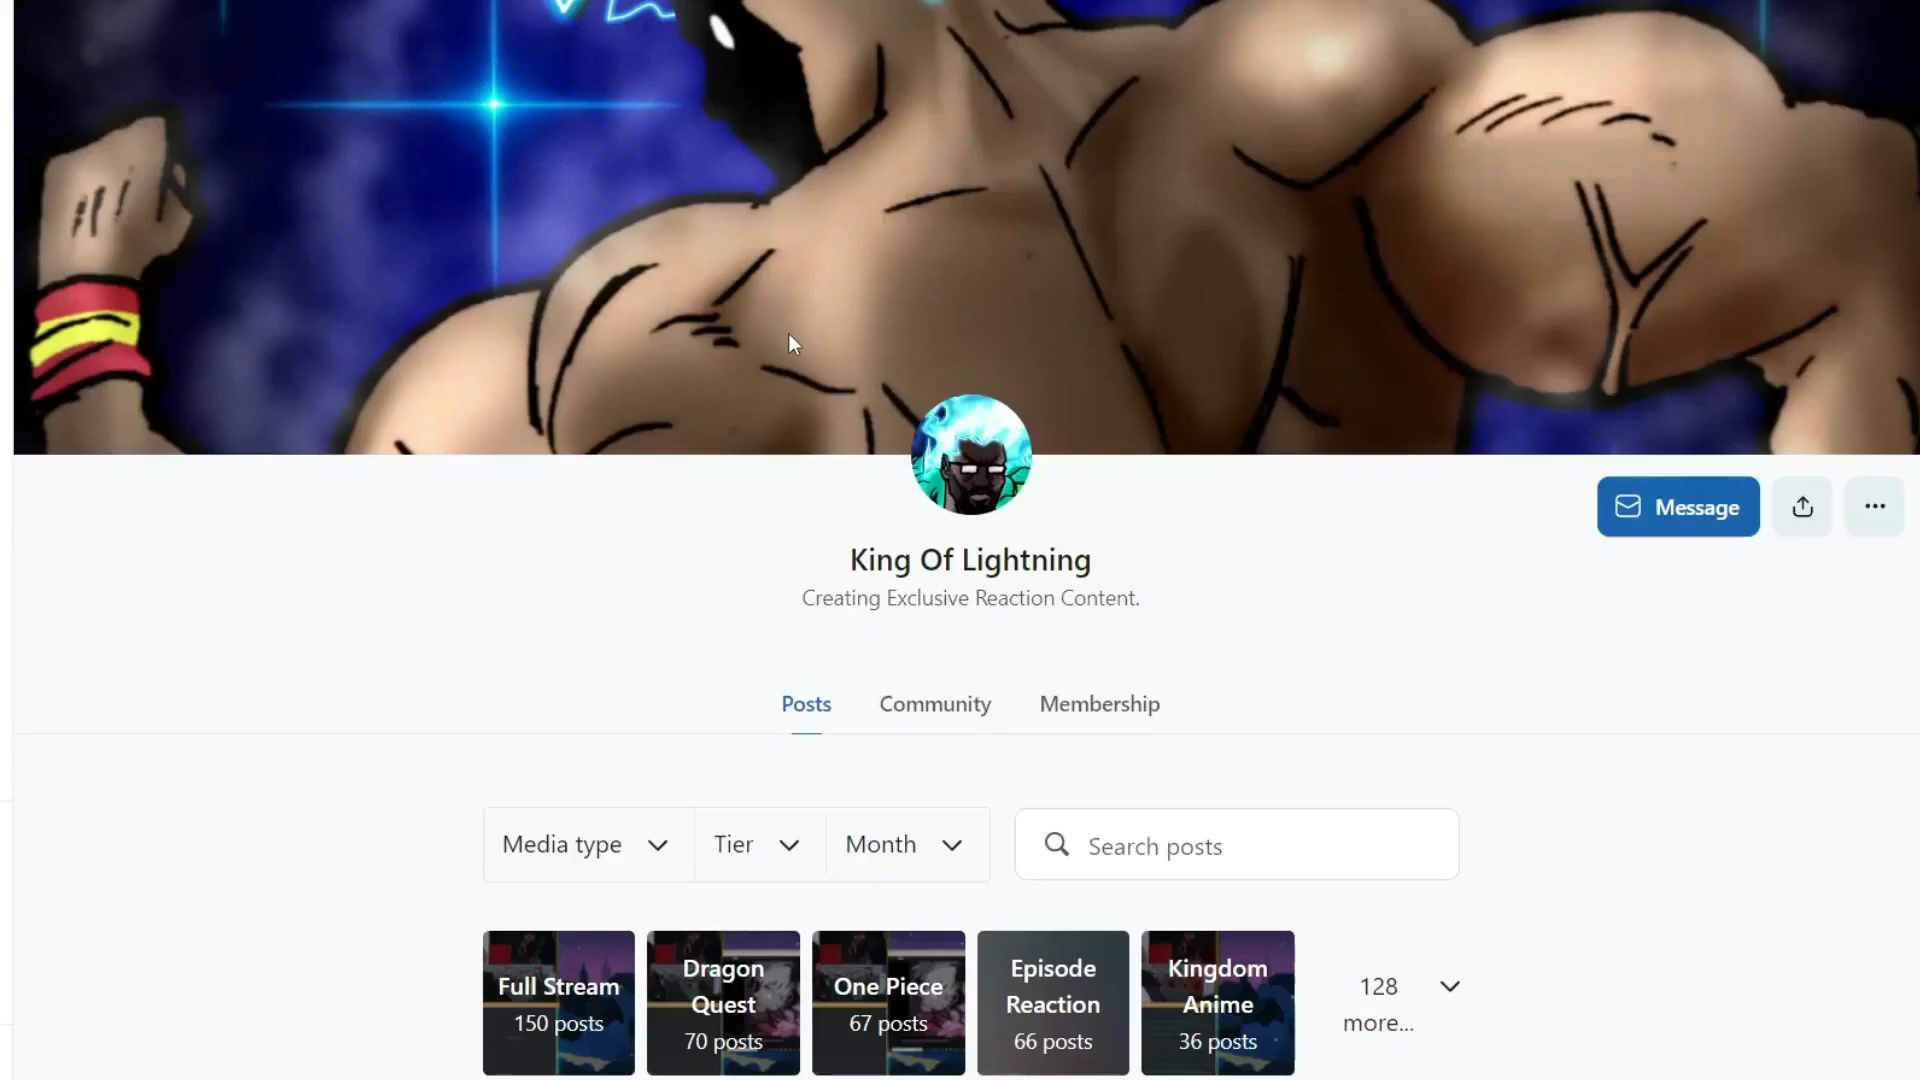 Message
King Of Lightning
Creating Exclusive Reaction Content.
Posts
Community
Membership
Media type
Tier
Month
Search posts
Full Stream
150 posts
Dragon
Quest
70 posts
One Piece
67 posts
Episode
Reaction
66 posts
Kingdom
Anime
36 posts
128
more...